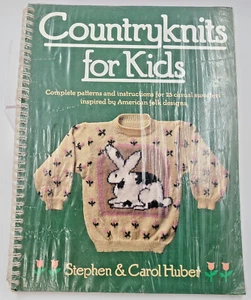 Countryknits
for Kids
Complete patterns and instructions for 25 casual sweaters
inspired by American folk designs.
Stephen & Carol Huber